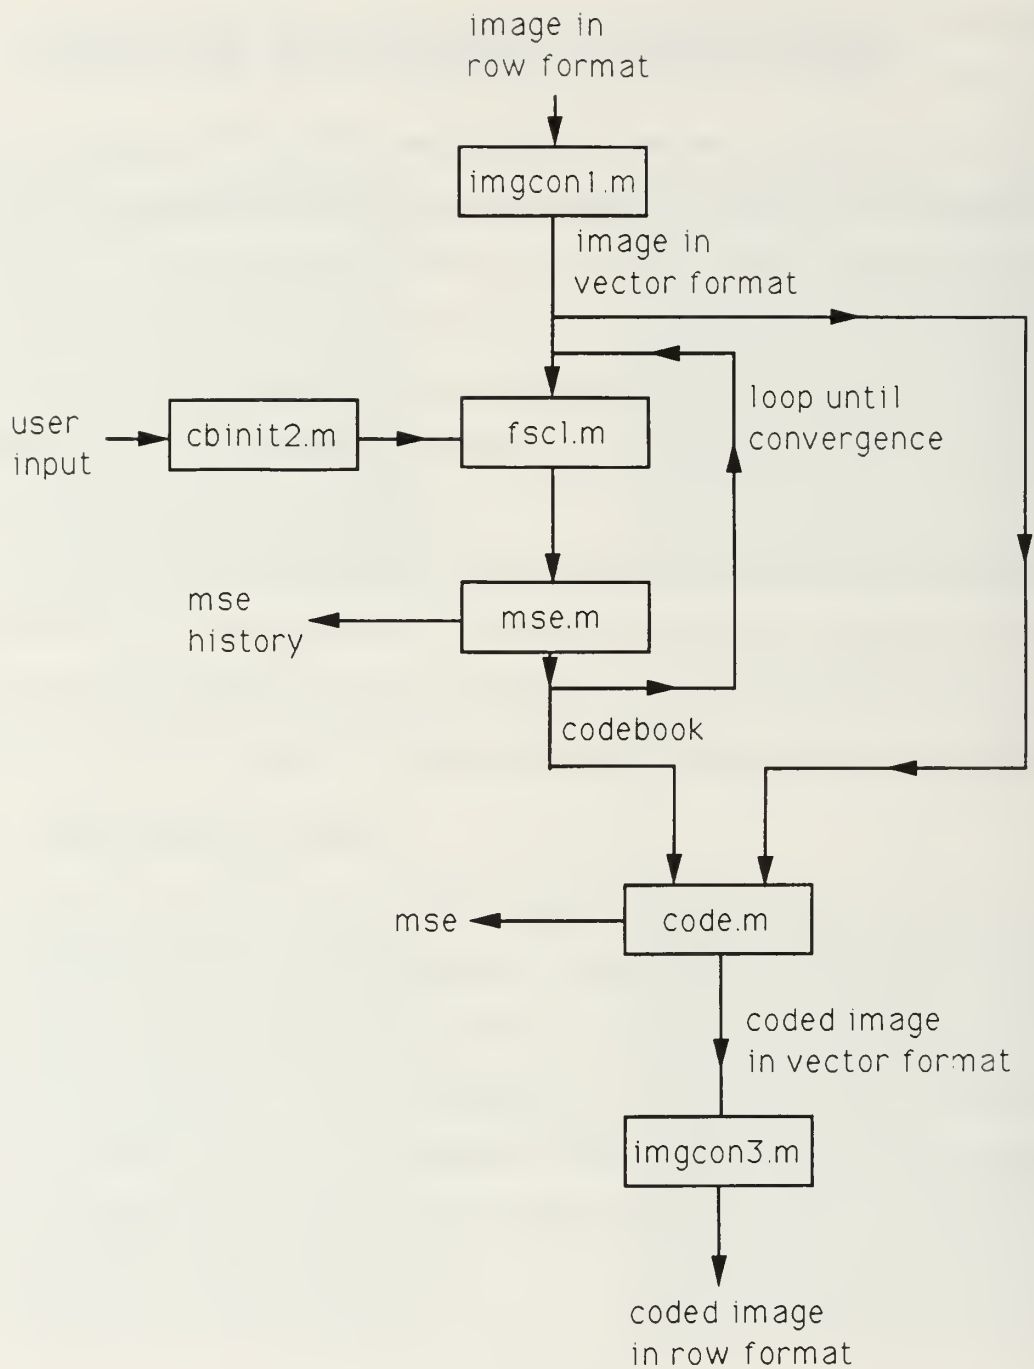 image in
row format
imgcon1.m
image in
vector format
user
input
cbinit2.m
fscl.m
loop until
convergence
mse
history
mse.m
codebook
mse
code.m
coded image
in vector format
imgcon3.m
coded image
in row format